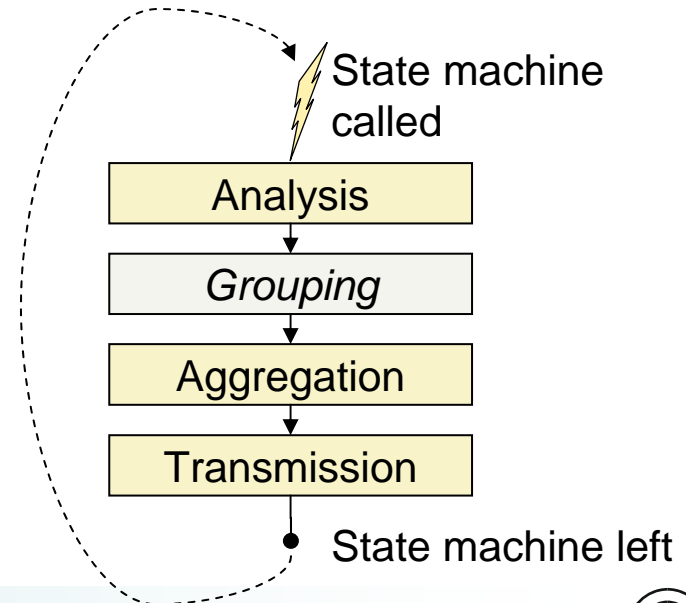 State machine
called
Analysis
Grouping
Aggregation
Transmission
State machine left